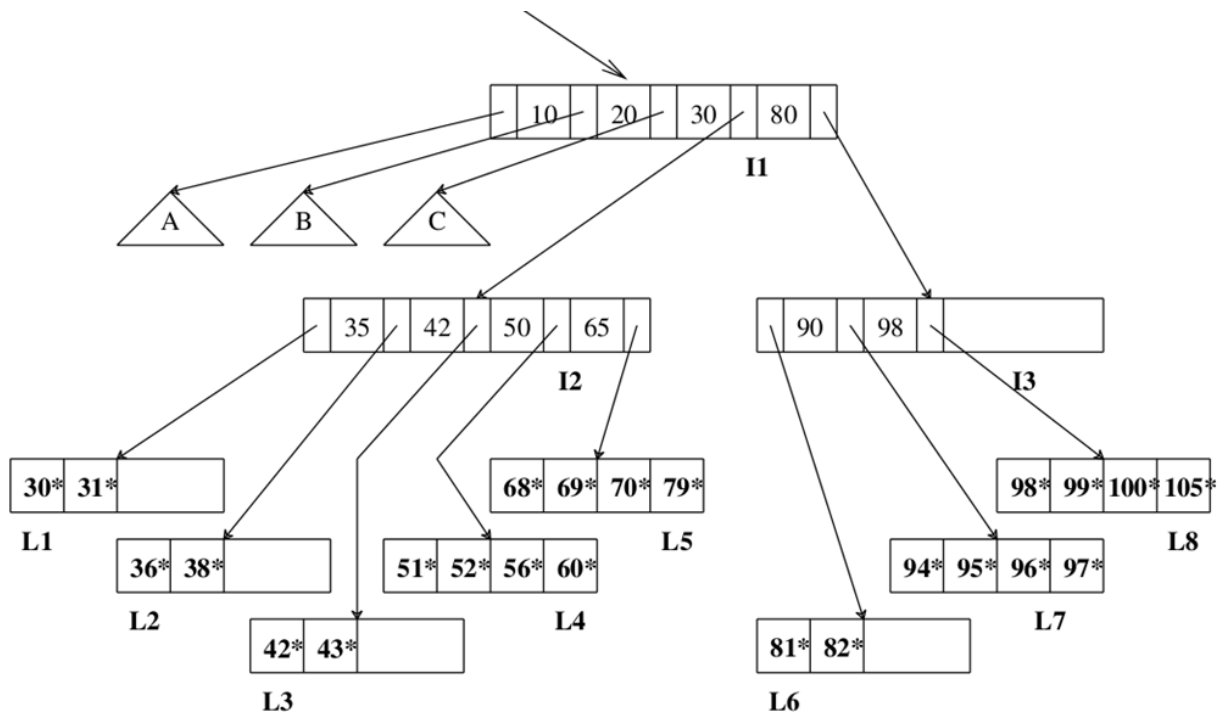 10 20 30 80
I1
A B C
35 42 50 65
90 98
I2
I3
30* 31*
68* 69* 70* 79*
98* 99* 100* 105*
L1
L5
L8
36* 38*
51* 52* 56* 60*
94* 95* 96* 97*
L2
L4
L7
42* 43*
81* 82*
L3
L6